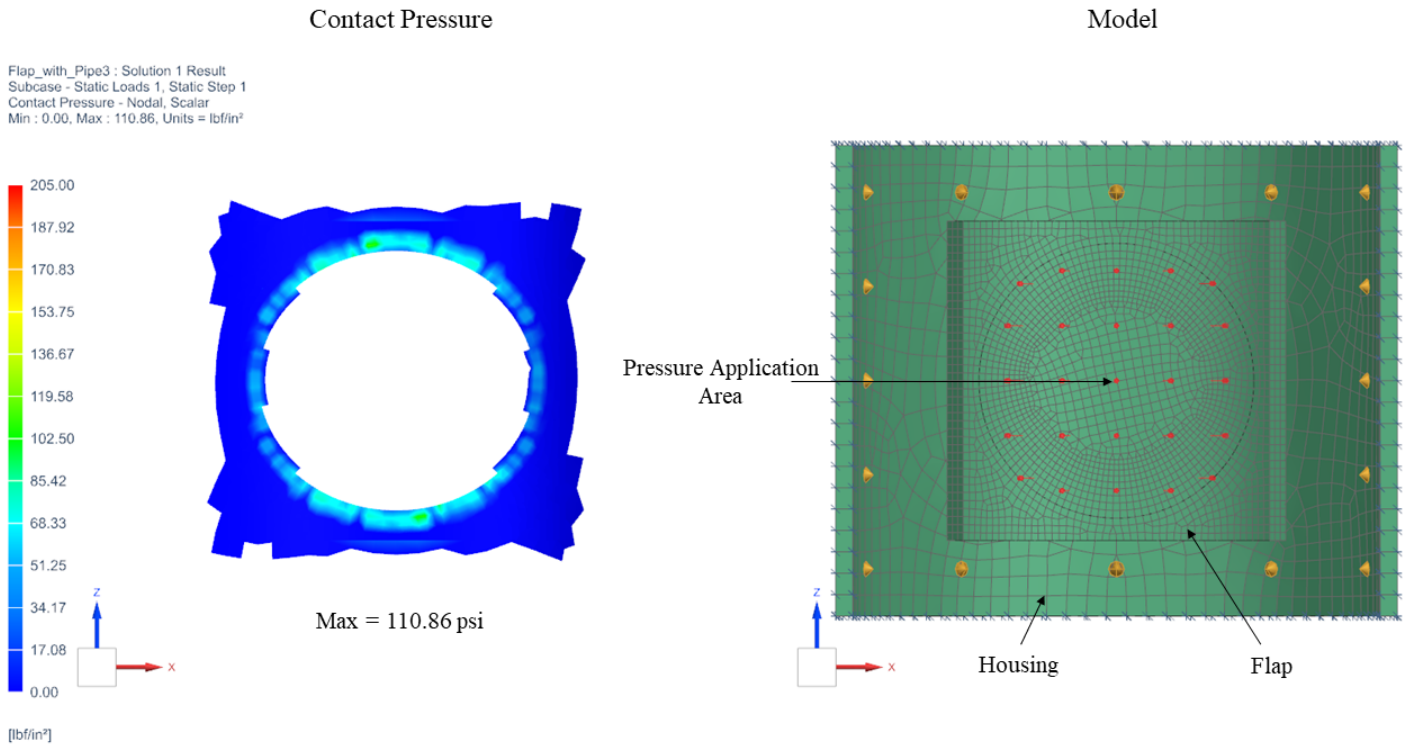 Contact Pressure
Model
Flap_with_Pipe3 : Solution 1 Result
Subcase - Static Loads 1, Static Step 1
Contact Pressure - Nodal, Scalar
Min : 0.00, Max : 110.86, Units = lbf/in²
205.00
187.92
170.83
153.75
136.67
119.58
102.50
85.42
68.33
51.25
34.17
17.08
0.00
[lbf/in²]
Z
X
Max = 110.86 psi
Pressure Application
Area
Z
X
Housing
Flap